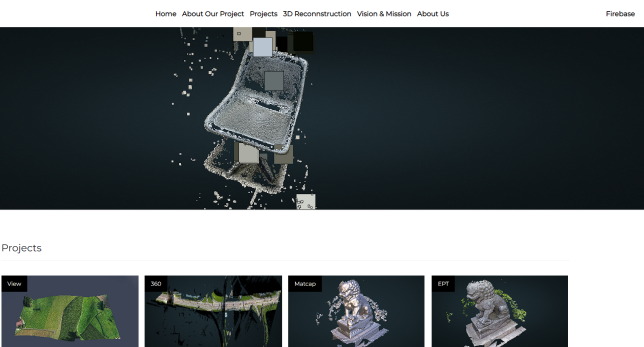 Home About Our Project Projects 3D Reconnstruction Vision & Mission About Us Firebase
Projects
View 360 Matcap EPT